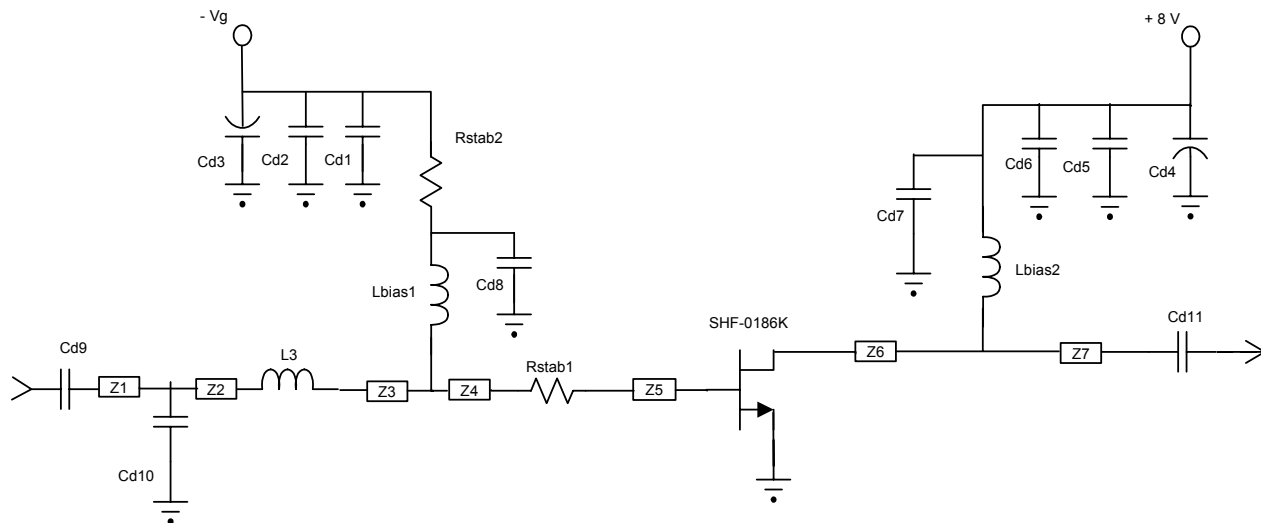 - Vg
+ 8 V
Rstab2
Cd3
Cd2
Cd1
Cd6
Cd5
Cd4
Cd7
Lbias1
Cd8
Lbias2
SHF-0186K
Cd9
L3
Rstab1
Cd11
Z1
Z2
Z3
Z4
Z5
Z6
Z7
Cd10